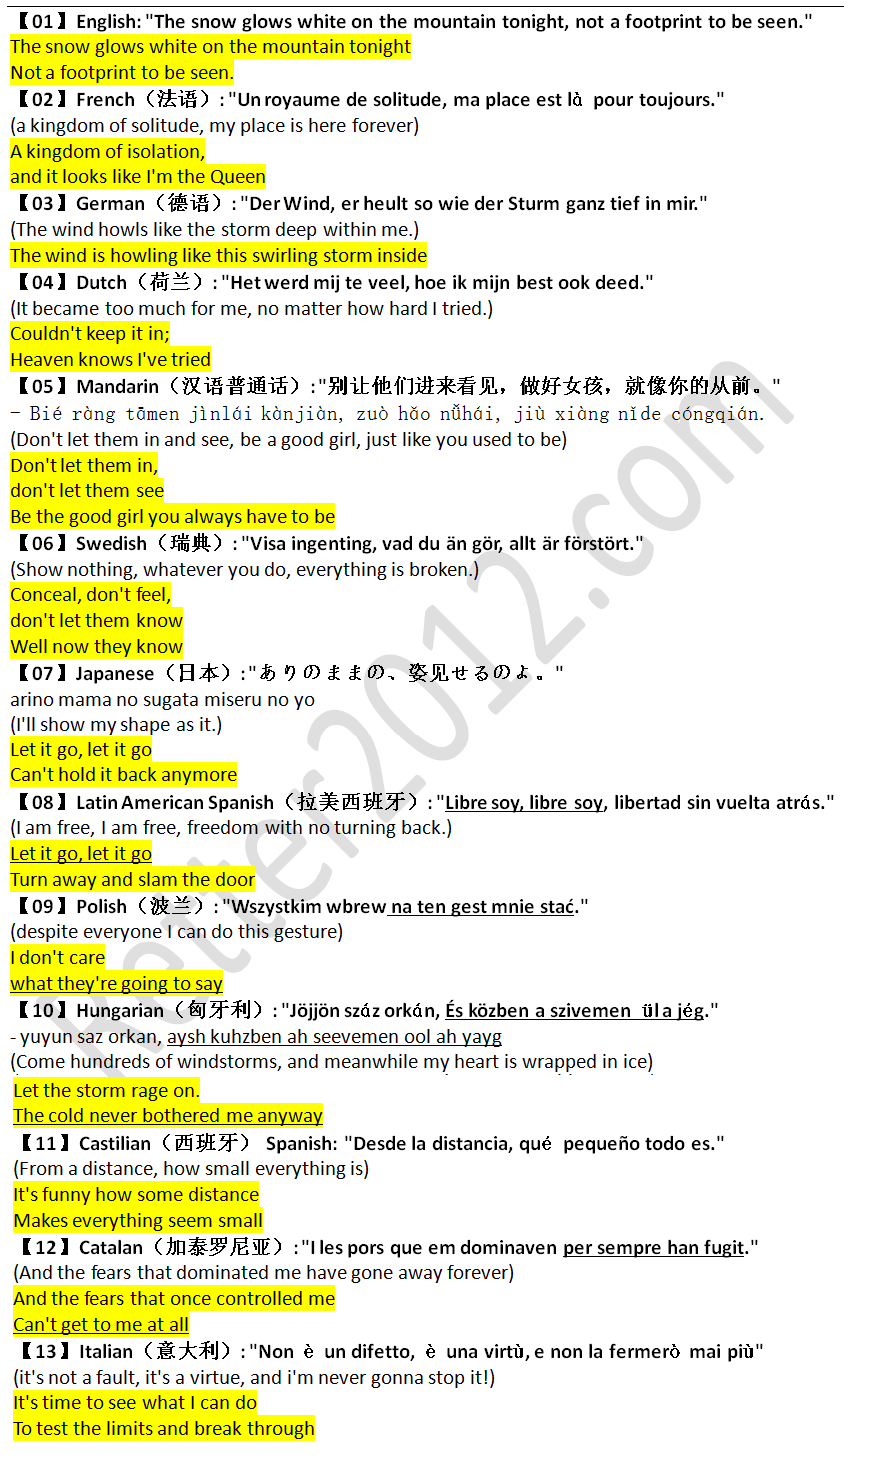 【01】English: "The snow glows white on the mountain tonight, not a footprint to be seen."
The snow glows white on the mountain tonight
Not a footprint to be seen.
【02】French（法语）: "Un royaume de solitude, ma place est là pour toujours."
(a kingdom of solitude, my place is here forever)
A kingdom of isolation,
and it looks like I'm the Queen
【03】German（德语）: "Der Wind, er heult so wie der Sturm ganz tief in mir."
(The wind howls like the storm deep within me.)
The wind is howling like this swirling storm inside
【04】Dutch（荷兰）: "Het werd mij te veel, hoe ik mijn best ook deed."
(It became too much for me, no matter how hard I tried.)
Couldn't keep it in;
Heaven knows I've tried
【05】Mandarin（汉语普通话）: "别让他们进来看见，做好女孩，就像你的从前。"
- Bié ràng tāmen jìnlái kànjiàn, zuò hǎo nǚhái, jiù xiàng nǐde cóngqián.
(Don't let them in and see, be a good girl, just like you used to be)
Don't let them in,
don't let them see
Be the good girl you always have to be
【06】Swedish（瑞典）: "Visa ingenting, vad du än gör, allt är förstört."
(Show nothing, whatever you do, everything is broken.)
Conceal, don't feel,
don't let them know
Well now they know
【07】Japanese（日本）: "ありのままの、姿见せるのよ。"
arino mama no sugata miseru no yo
(I'll show my shape as it.)
Let it go, let it go
Can't hold it back anymore
【08】Latin American Spanish（拉美西班牙）: "Libre soy, libre soy, libertad sin vuelta atrás."
(I am free, I am free, freedom with no turning back.)
Let it go, let it go
Turn away and slam the door
【09】Polish（波兰）: "Wszystkim wbrew na ten gest mnie stać."
(despite everyone I can do this gesture)
I don't care
what they're going to say
【10】Hungarian（匈牙利）: "Jöjjön száz orkán, És közben a szivemen ül a jég."
- yuyun saz orkan, aysh kuhzben ah seevemen ool ah yayg
(Come hundreds of windstorms, and meanwhile my heart is wrapped in ice)
Let the storm rage on.
The cold never bothered me anyway
【11】Castilian（西班牙） Spanish: "Desde la distancia, qué pequeño todo es."
(From a distance, how small everything is)
It's funny how some distance
Makes everything seem small
【12】Catalan（加泰罗尼亚）: "I les pors que em dominaven per sempre han fugit."
(And the fears that dominated me have gone away forever)
And the fears that once controlled me
Can't get to me at all
【13】Italian（意大利）: "Non è un difetto, è una virtù, e non la fermerò mai più"
(it's not a fault, it's a virtue, and i'm never gonna stop it!)
It's time to see what I can do
To test the limits and break through
Retter2012.com